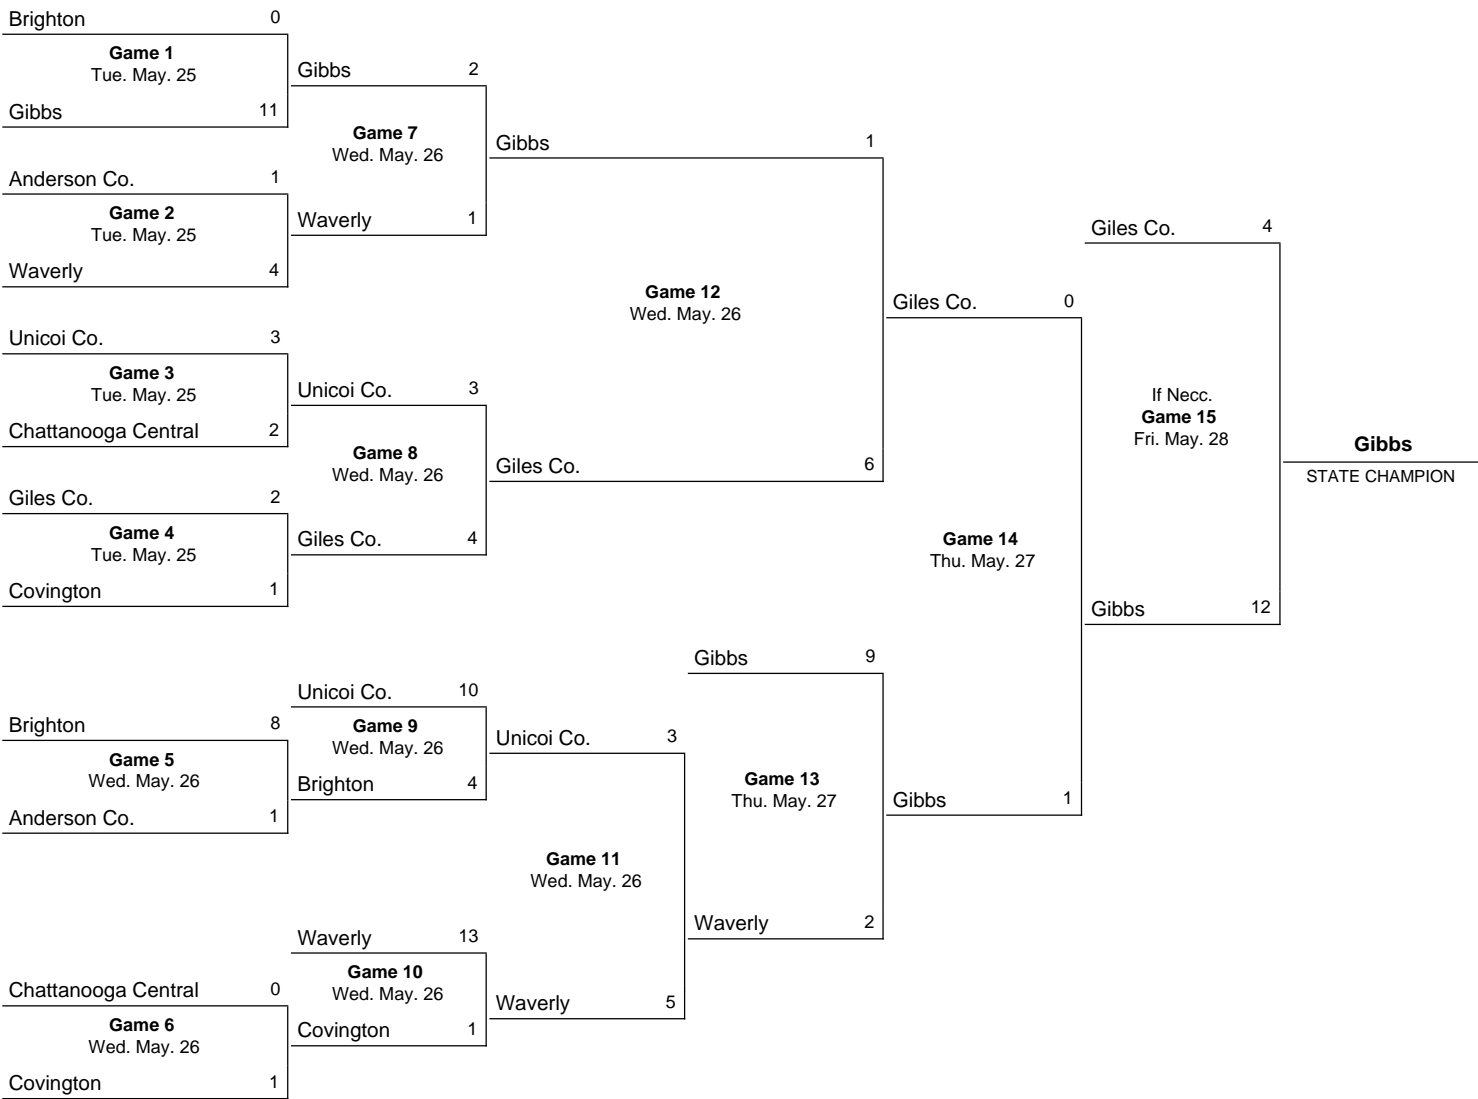 Brighton 0
Game 1
Tue. May. 25
Gibbs 11
Anderson Co. 1
Game 2
Tue. May. 25
Waverly 4
Unicoi Co. 3
Game 3
Tue. May. 25
Chattanooga Central 2
Giles Co. 2
Game 4
Tue. May. 25
Covington 1
Brighton 8
Game 5
Wed. May. 26
Anderson Co. 1
Chattanooga Central 0
Game 6
Wed. May. 26
Covington 1
Gibbs 2
Game 7
Wed. May. 26
Waverly 1
Unicoi Co. 3
Game 8
Wed. May. 26
Giles Co. 4
Unicoi Co. 10
Game 9
Wed. May. 26
Brighton 4
Waverly 13
Game 10
Wed. May. 26
Covington 1
Gibbs 1
Game 12
Wed. May. 26
Giles Co. 6
Unicoi Co. 3
Game 11
Wed. May. 26
Waverly 5
Gibbs 9
Game 13
Thu. May. 27
Waverly 2
Giles Co. 0
Game 14
Thu. May. 27
Gibbs 1
Giles Co. 4
If Necc.
Game 15
Fri. May. 28
Gibbs 12
Gibbs
STATE CHAMPION